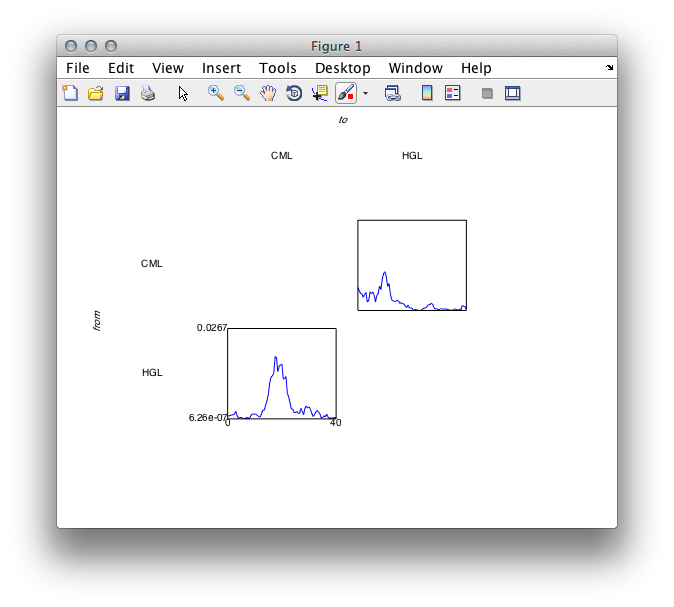 Figure 1
File Edit View Insert Tools Desktop Window Help
to
CML HGL
CML
from
0.0267
HGL
6.26e-07
0 40